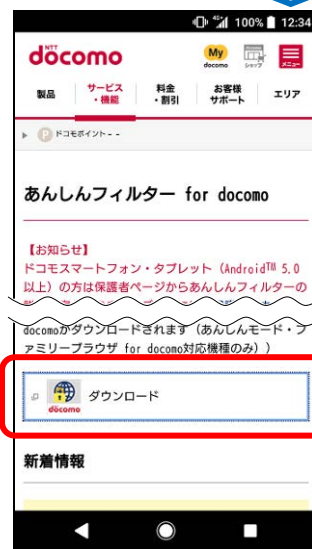 100% 12:34
NTT
docomo
My
docomo
ショップ
メニュー
製品
サービス
・機能
料金
・割引
お客様
サポート
エリア
P ドコモポイント - -
あんしんフィルター for docomo
【お知らせ】
ドコモスマートフォン・タブレット（Android™ 5.0
以上）の方は保護者ページからあんしんフィルターの
docomoがダウンロードされます（あんしんモード・フ
ァミリーブラウザ for docomo対応機種のみ））
docomo
ダウンロード
新着情報